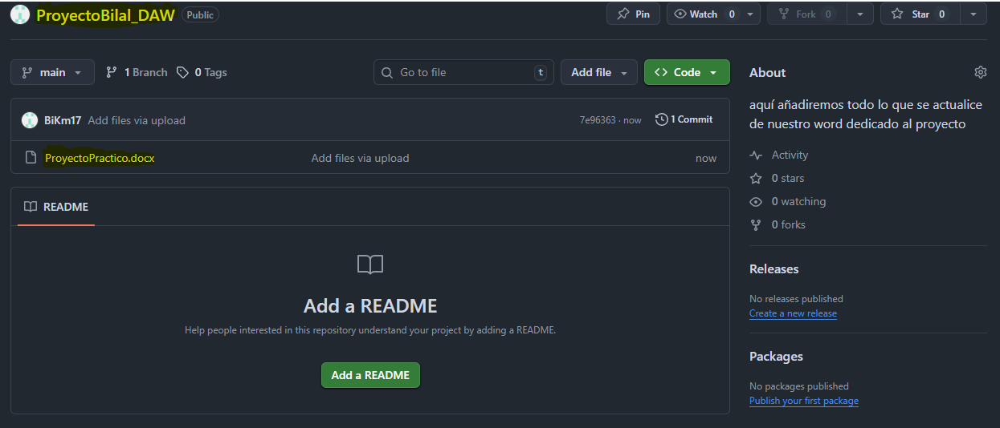 ProyectoBilal_DAW Public Pin Watch 0 Fork 0 Star 0
main 1 Branch 0 Tags Go to file t Add file Code
BiKm17 Add files via upload 7e96363 · now 1 Commit
ProyectoPractico.docx Add files via upload now
README
Add a README
Help people interested in this repository understand your project by adding a README.
Add a README
About
aquí añadiremos todo lo que se actualice
de nuestro word dedicado al proyecto
Activity
0 stars
0 watching
0 forks
Releases
No releases published
Create a new release
Packages
No packages published
Publish your first package